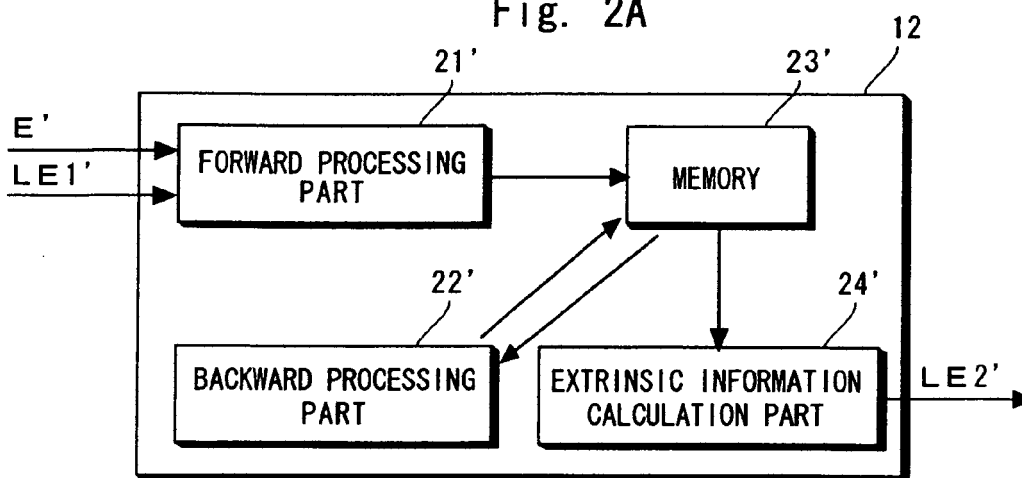 Fig. 2A
12
21'
23'
E'
LE1'
FORWARD PROCESSING
PART
MEMORY
22'
24'
BACKWARD PROCESSING
PART
EXTRINSIC INFORMATION
CALCULATION PART
LE2'